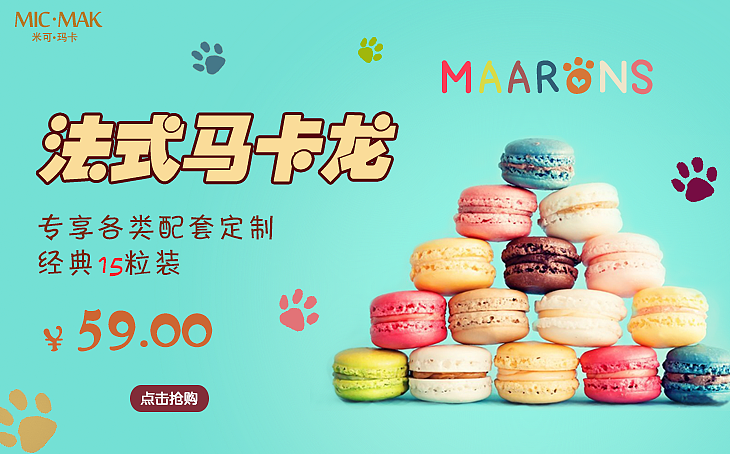 MIC·MAK
米可·玛卡
MAARONS
法式马卡龙
专享各类配套定制
经典15粒装
¥ 59.00
点击抢购